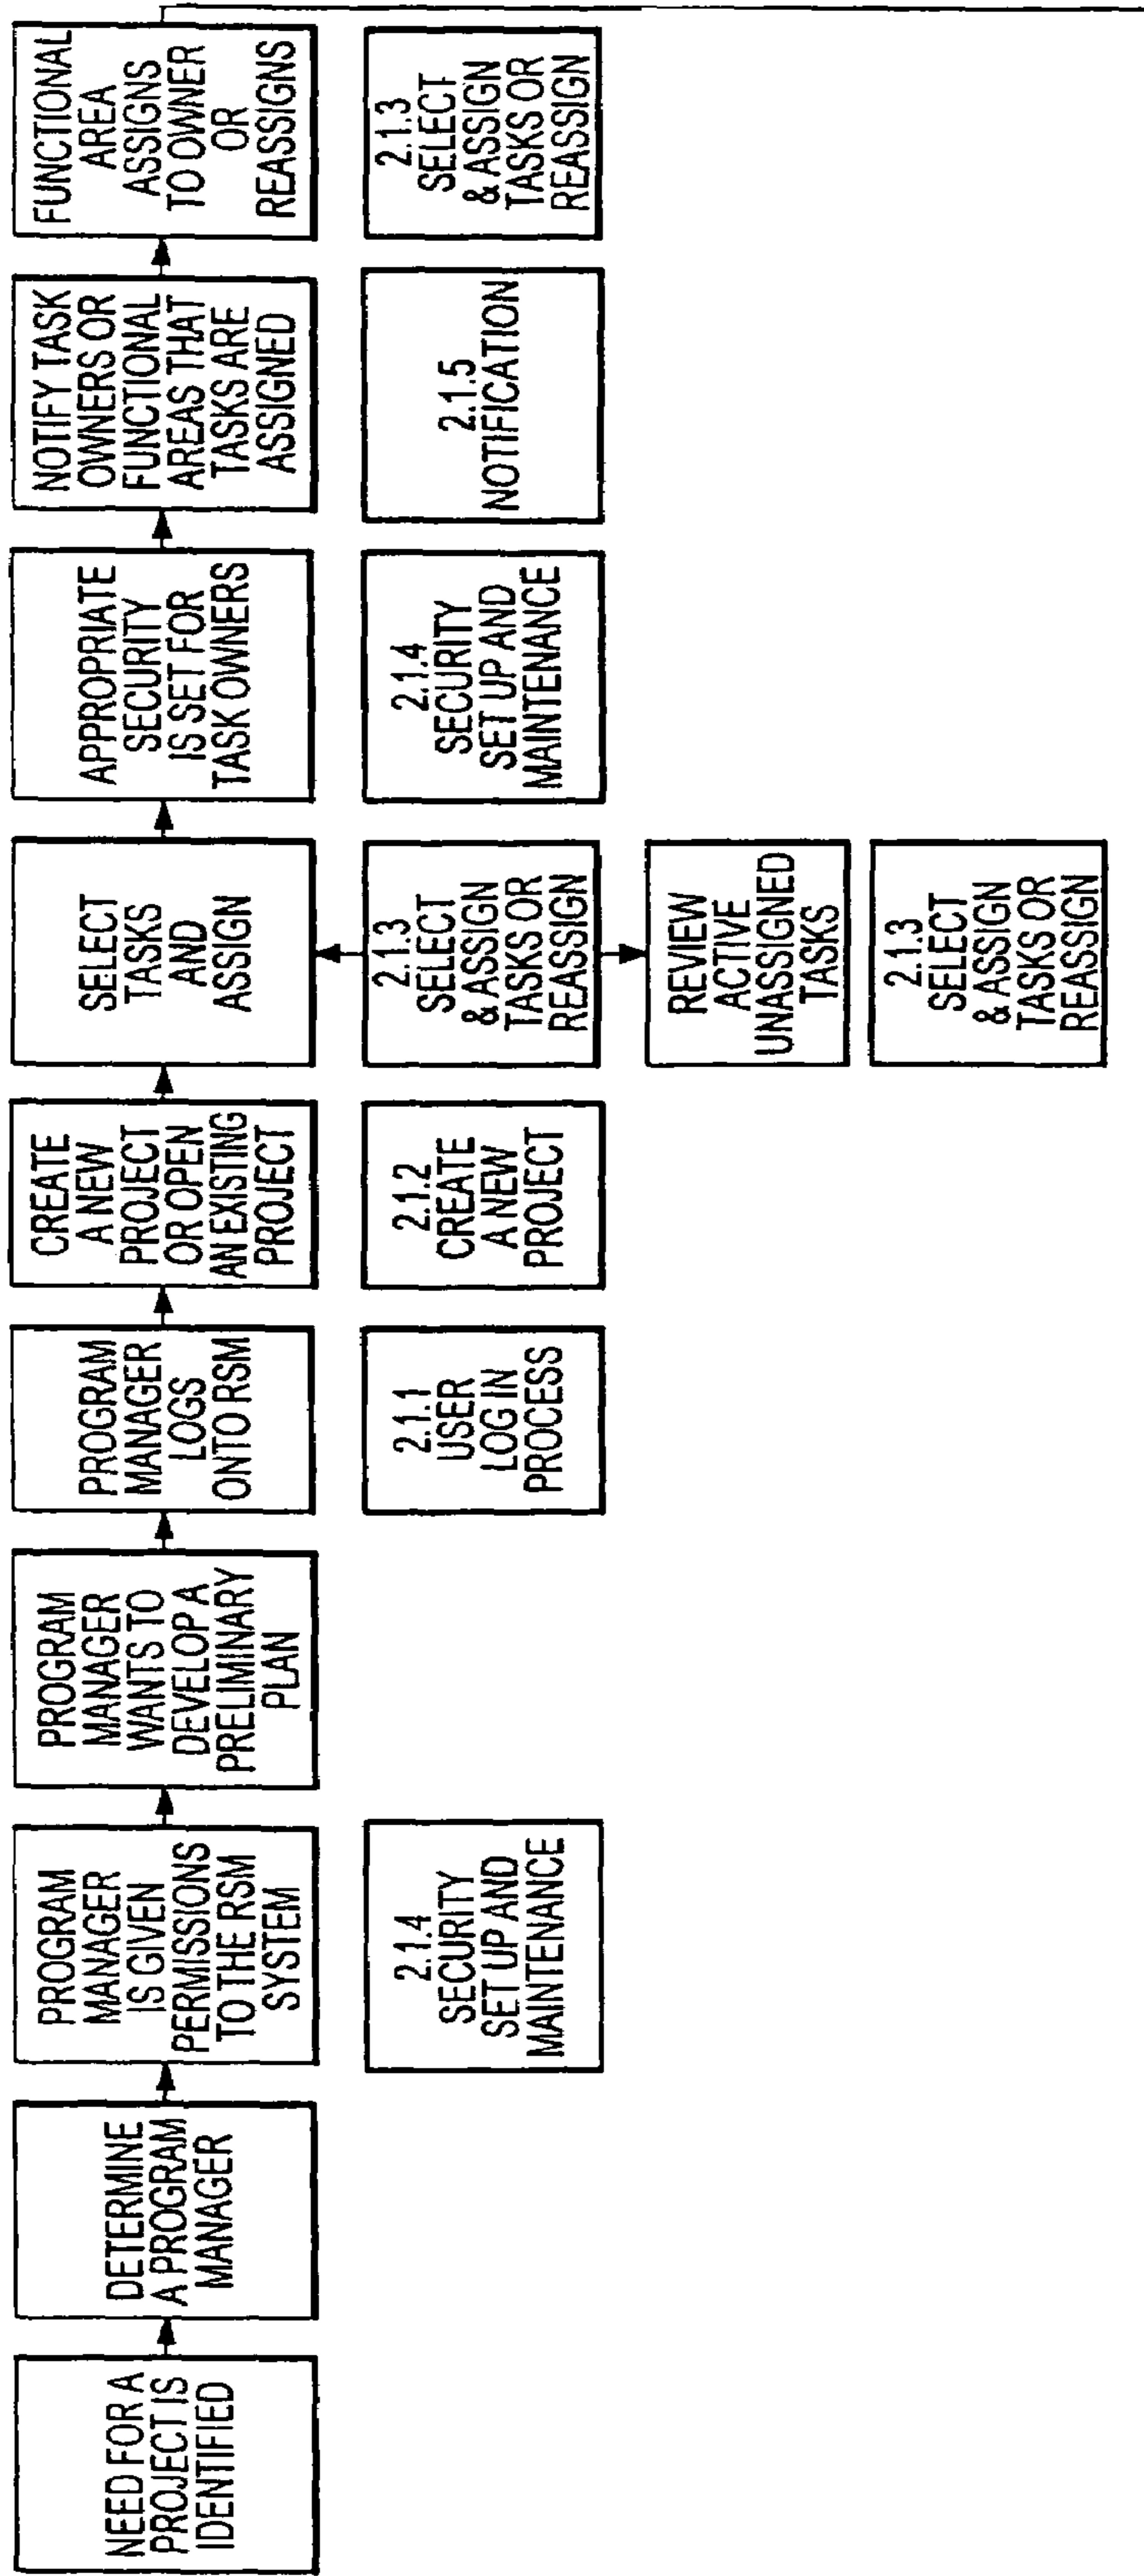 NEED FOR A
PROJECT IS
IDENTIFIED
DETERMINE
A PROGRAM
MANAGER
PROGRAM
MANAGER
IS GIVEN
PERMISSIONS
TO THE RSM
SYSTEM
2.1.4
SECURITY
SET UP AND
MAINTENANCE
PROGRAM
MANAGER
WANTS TO
DEVELOP A
PRELIMINARY
PLAN
PROGRAM
MANAGER
LOGS
ONTO RSM
2.1.1
USER
LOG IN
PROCESS
CREATE
A NEW
PROJECT
OR OPEN
AN EXISTING
PROJECT
2.1.2
CREATE
A NEW
PROJECT
SELECT
TASKS
AND
ASSIGN
2.1.3
SELECT
& ASSIGN
TASKS OR
REASSIGN
REVIEW
ACTIVE
UNASSIGNED
TASKS
2.1.3
SELECT
& ASSIGN
TASKS OR
REASSIGN
APPROPRIATE
SECURITY
IS SET FOR
TASK OWNERS
2.1.4
SECURITY
SET UP AND
MAINTENANCE
NOTIFY TASK
OWNERS OR
FUNCTIONAL
AREAS THAT
TASKS ARE
ASSIGNED
2.1.5
NOTIFICATION
FUNCTIONAL
AREA
ASSIGNS
TO OWNER
OR
REASSIGNS
2.1.3
SELECT
& ASSIGN
TASKS OR
REASSIGN